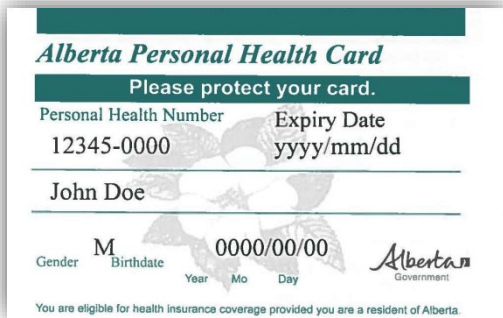 Alberta Personal Health Card
Please protect your card.
Personal Health Number Expiry Date
12345-0000 yyyy/mm/dd
John Doe
Gender M Birthdate 0000/00/00
Year Mo Day
Alberta
Government
You are eligible for health insurance coverage provided you are a resident of Alberta.